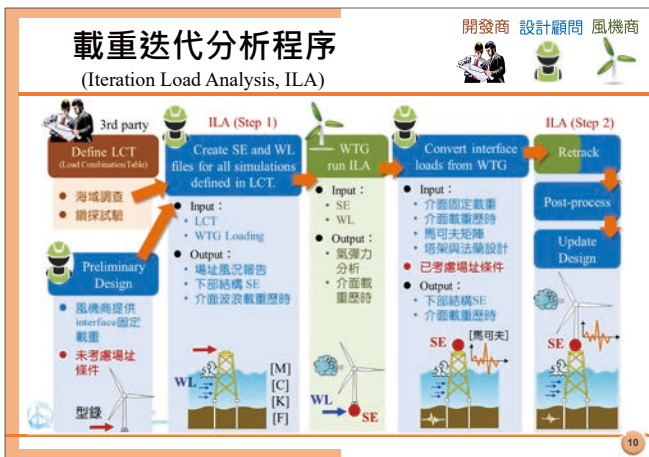 載重迭代分析程序
(Iteration Load Analysis, ILA)
開發商 設計顧問 風機商
3rd party
Define LCT
(Load Combination Table)
海域調查
鑽探試驗
Preliminary
Design
風機商提供
interface固定
載重
未考慮場址
條件
型錄
ILA (Step 1)
Create SE and WL
files for all simulations
defined in LCT.
Input：
LCT
WTG Loading
Output：
場址風況報告
下部結構 SE
介面波浪載重歷時
WL
[M]
[C]
[K]
[F]
WTG
run ILA
Input：
SE
WL
Output：
氣彈力
分析
介面載
重歷時
WL
SE
Convert interface
loads from WTG
Input：
介面固定載重
介面載重歷時
馬可夫矩陣
塔架與法蘭設計
已考慮場址條件
Output：
下部結構SE
介面載重歷時
SE
[馬可夫]
ILA (Step 2)
Retrack
Post-process
Update
Design
SE
10